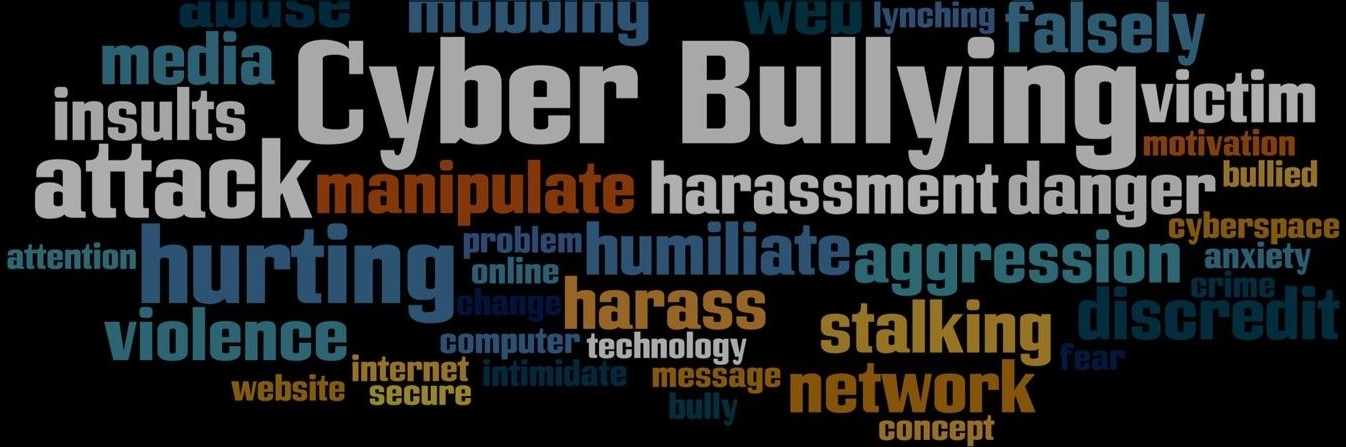 abuse mobbing web lynching falsely
media Cyber Bullying victim
insults motivation
attack manipulate harassment danger bullied
attention hurting problem humiliate aggression cyberspace
online anxiety
change harass crime discredit
violence computer technology stalking fear
internet intimidate message network
website secure bully
concept